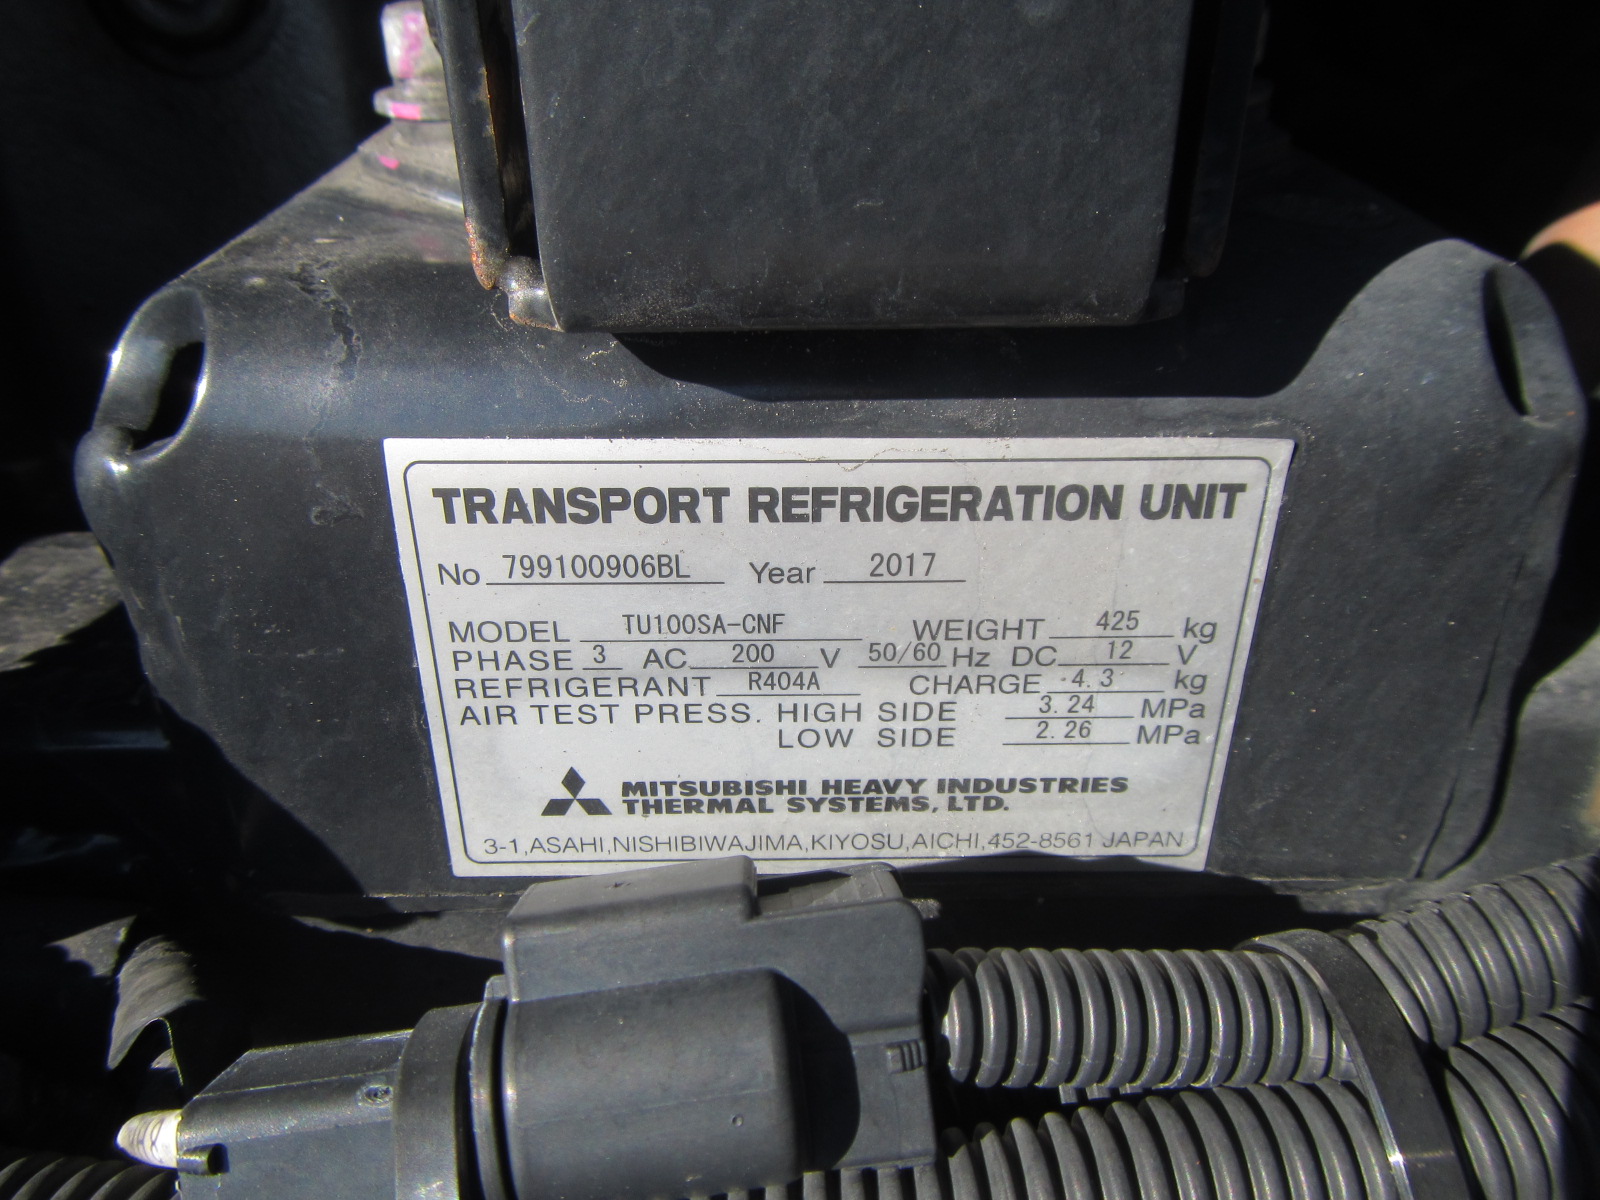 TRANSPORT REFRIGERATION UNIT
No 799100906BL Year 2017
MODEL TU100SA-CNF WEIGHT 425 kg
PHASE 3 AC 200 V 50/60 Hz DC 12 V
REFRIGERANT R404A CHARGE 4.3 kg
AIR TEST PRESS. HIGH SIDE 3.24 MPa
LOW SIDE 2.26 MPa
MITSUBISHI HEAVY INDUSTRIES
THERMAL SYSTEMS, LTD.
3-1,ASAHI,NISHIBIWAJIMA,KIYOSU,AICHI,452-8561 JAPAN